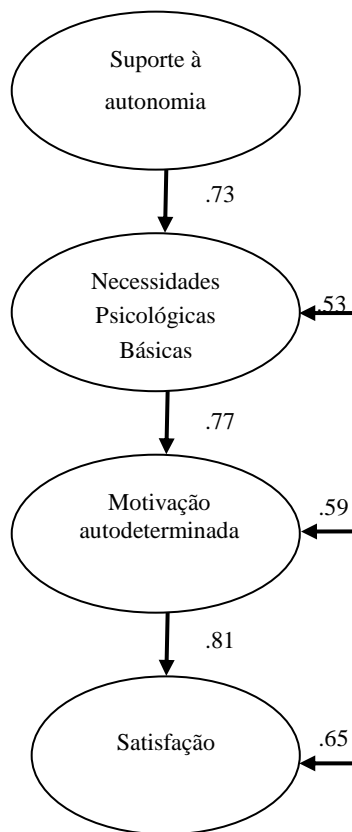 Suporte à
autonomia
.73
Necessidades
Psicológicas
Básicas
.53
.77
Motivação
autodeterminada
.59
.81
Satisfação
.65